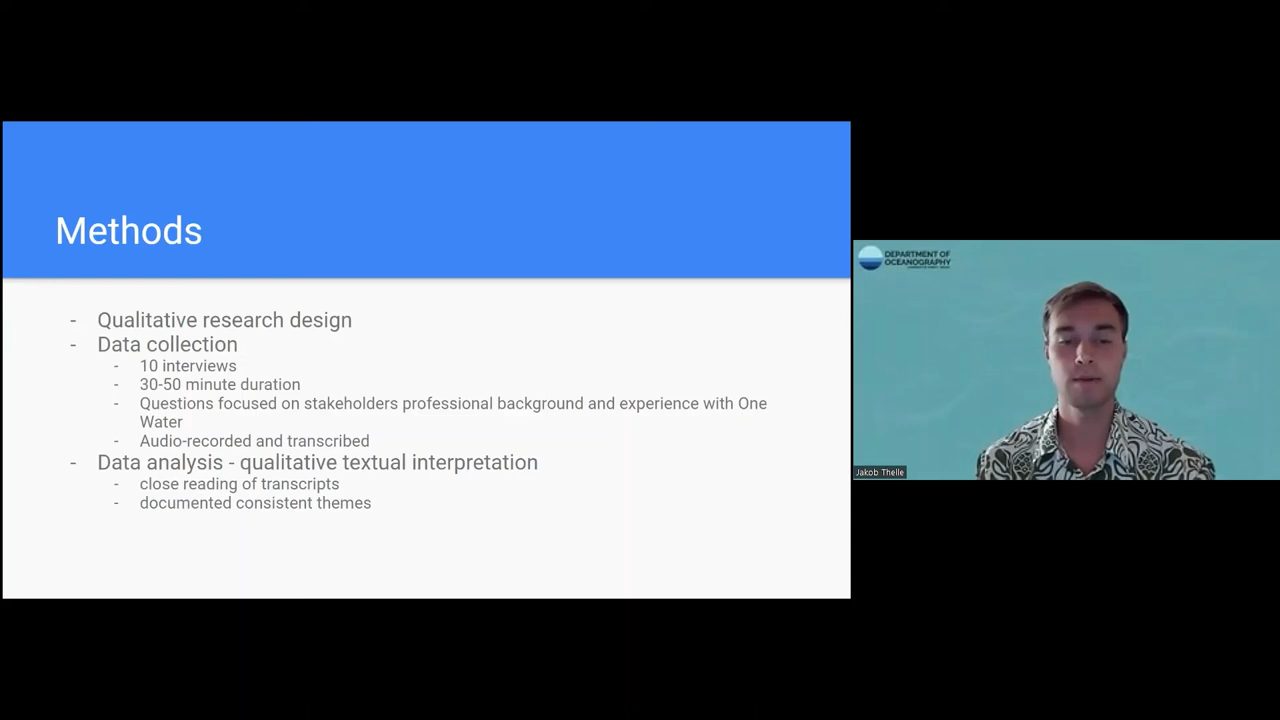 Methods
- Qualitative research design
- Data collection
- 10 interviews
- 30-50 minute duration
- Questions focused on stakeholders professional background and experience with One
Water
- Audio-recorded and transcribed
- Data analysis - qualitative textual interpretation
- close reading of transcripts
- documented consistent themes
DEPARTMENT OF
OCEANOGRAPHY
Jakob Thelle